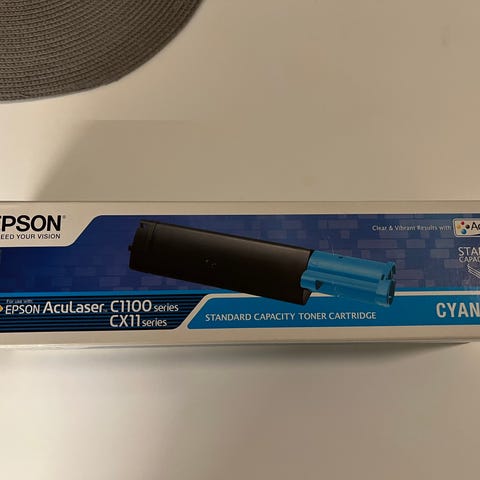 EPSON
EED YOUR VISION
Clear & Vibrant Results with
For use with
EPSON AcuLaser C1100 series
CX11 series
STANDARD CAPACITY TONER CARTRIDGE
CYAN